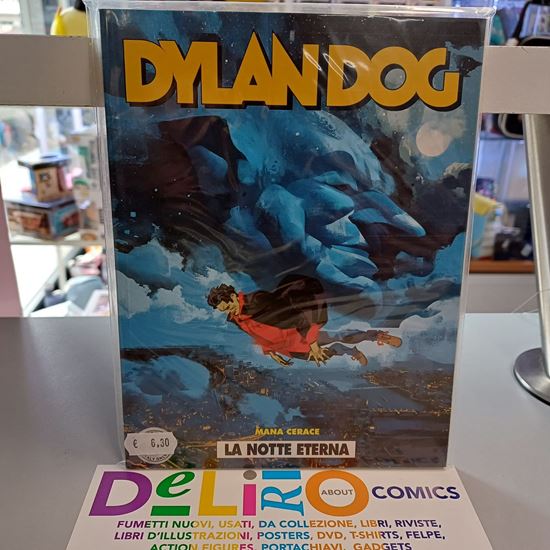 DYLAN DOG
MANA CERACE
LA NOTTE ETERNA
€ 6,30
DeLiRiO ABOUT COMICS
FUMETTI NUOVI, USATI, DA COLLEZIONE, LIBRI, RIVISTE,
LIBRI D'ILLUSTRAZIONI, POSTERS, DVD, T-SHIRTS, FELPE,
ACTION FIGURES, PORTACHIAVI, GADGETS